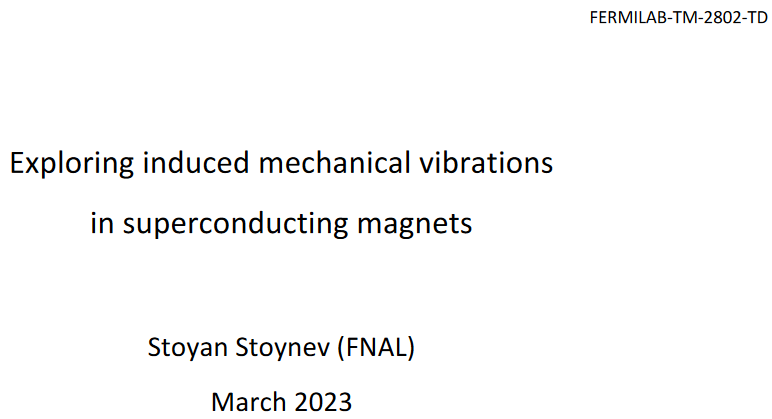 FERMILAB-TM-2802-TD
Exploring induced mechanical vibrations
in superconducting magnets
Stoyan Stoynev (FNAL)
March 2023